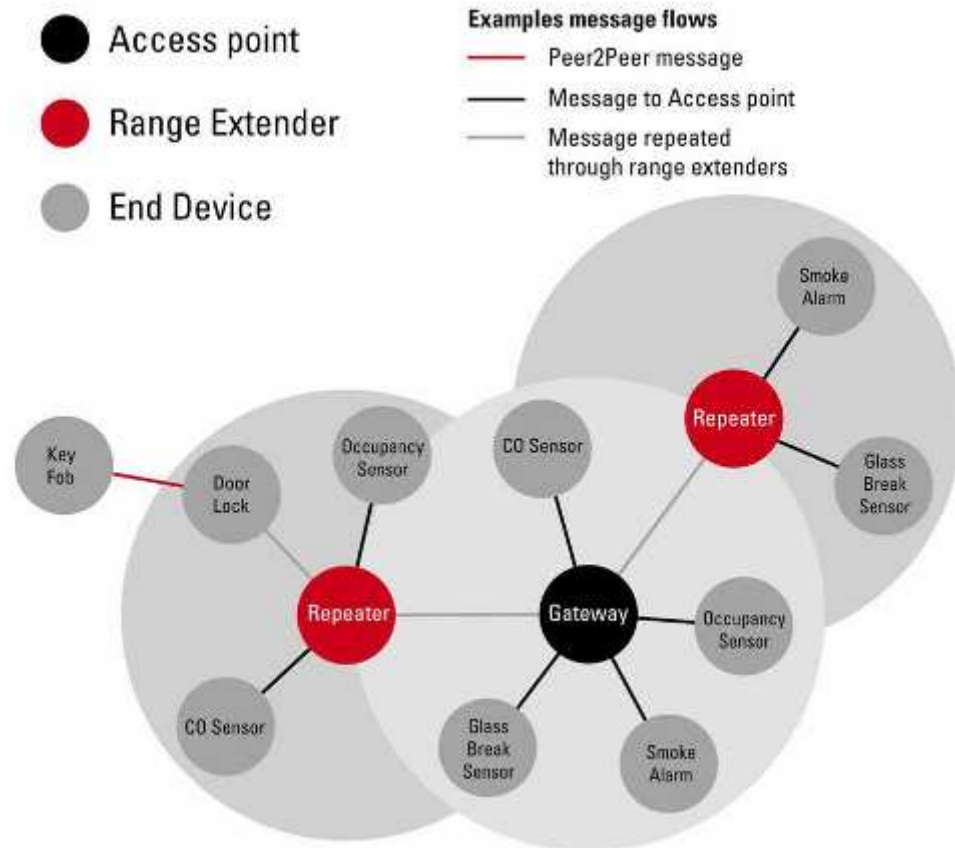 Access point
Range Extender
End Device
Examples message flows
Peer2Peer message
Message to Access point
Message repeated
through range extenders
Smoke
Alarm
Repeater
Glass
Break
Sensor
Key
Fob
Door
Lock
Occupancy
Sensor
CO Sensor
Repeater
Gateway
Occupancy
Sensor
CO Sensor
Glass
Break
Sensor
Smoke
Alarm